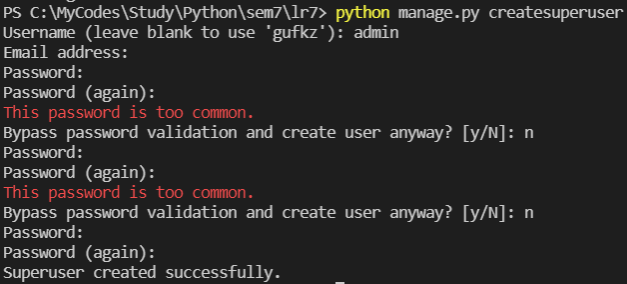 PS C:\MyCodes\Study\Python\sem7\lr7> python manage.py createsuperuser
Username (leave blank to use 'gufkz'): admin
Email address:
Password:
Password (again):
This password is too common.
Bypass password validation and create user anyway? [y/N]: n
Password:
Password (again):
This password is too common.
Bypass password validation and create user anyway? [y/N]: n
Password:
Password (again):
Superuser created successfully.